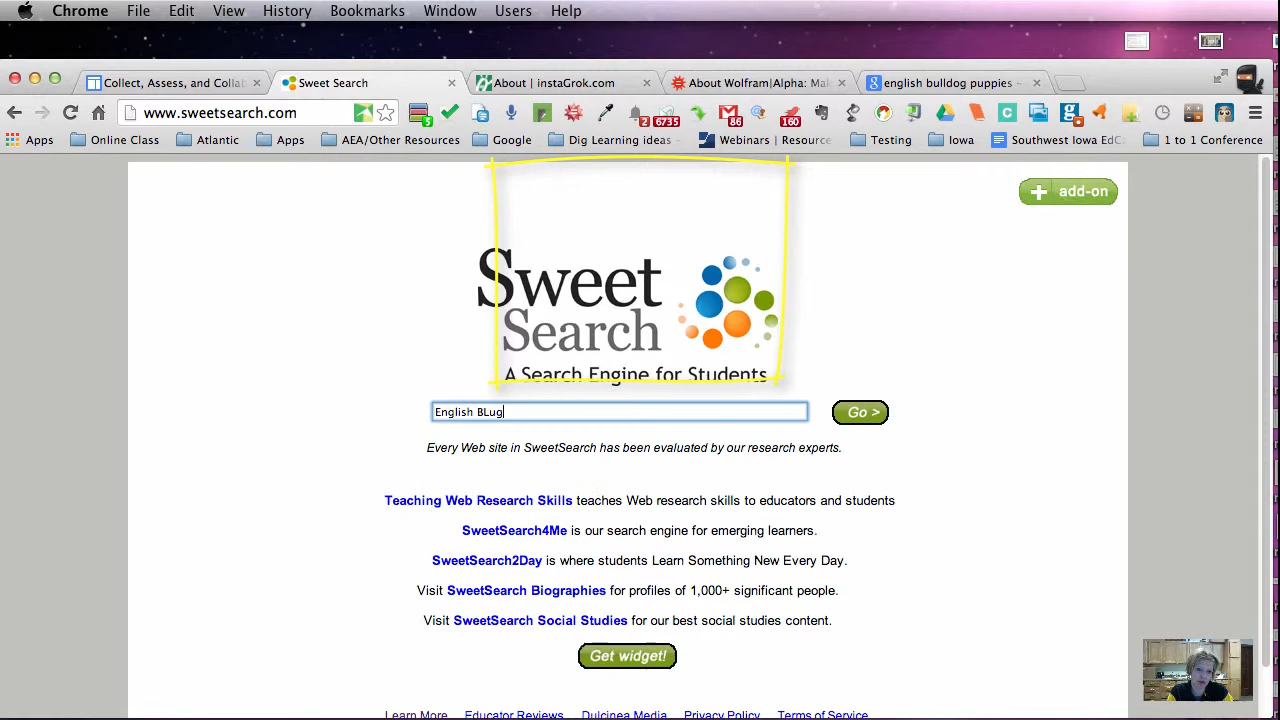 Chrome File Edit View History Bookmarks Window Users Help
Collect, Assess, and Collab Sweet Search About | instaGrok.com About Wolfram|Alpha: Mak english bulldog puppies -
www.sweetsearch.com 5 2 6735 86 160
Apps Online Class Atlantic Apps AEA/Other Resources Google Dig Learning ideas Webinars | Resource Testing Iowa Southwest Iowa EdC 1 to 1 Conference
add-on
Sweet
Search
A Search Engine for Students
English BLug Go >
Every Web site in SweetSearch has been evaluated by our research experts.
Teaching Web Research Skills teaches Web research skills to educators and students
SweetSearch4Me is our search engine for emerging learners.
SweetSearch2Day is where students Learn Something New Every Day.
Visit SweetSearch Biographies for profiles of 1,000+ significant people.
Visit SweetSearch Social Studies for our best social studies content.
Get widget!
Learn More Educator Reviews Dulcinea Media Privacy Policy Terms of Service